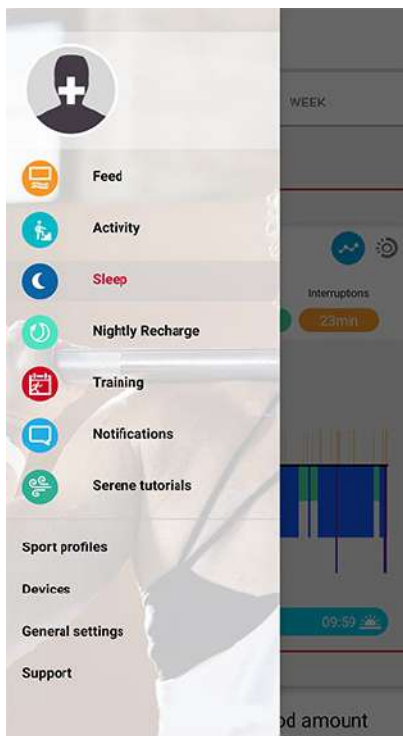 WEEK
Feed
Activity
Sleep
Interruptions
Nightly Recharge
23min
Training
Notifications
Serene tutorials
Sport profiles
Devices
General settings
09:59
Support
od amount